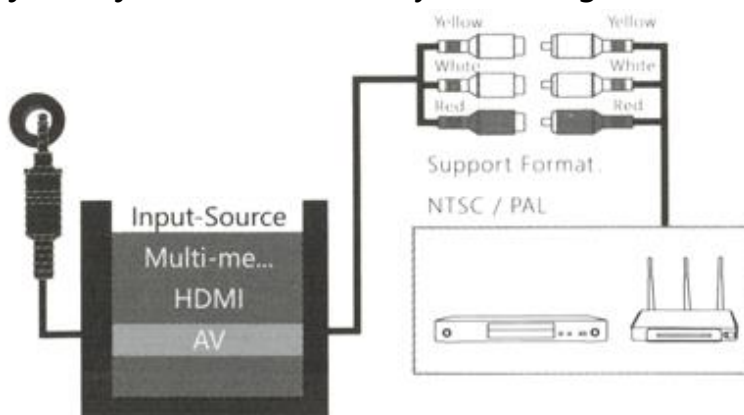 Yellow
White
Red
Yellow
White
Red
Support Format.
NTSC / PAL
Input-Source
Multi-me...
HDMI
AV